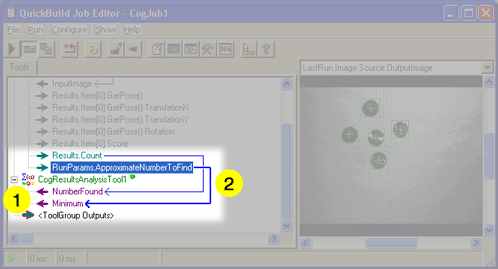 QuickBuild Job Editor - CogJob1
File Run Configure Show Help
Tools
LastRun.Image Source.OutputImage
InputImage
Results.Item[0].GetPose()
Results.Item[0].GetPose().TranslationX
Results.Item[0].GetPose().TranslationY
Results.Item[0].GetPose().Rotation
Results.Item[0].Score
Results.Count
RunParams.ApproximateNumberToFind
CogResultsAnalysisTool1
NumberFound
Minimum
<ToolGroup Outputs>
1
2
0 ms
0 ms